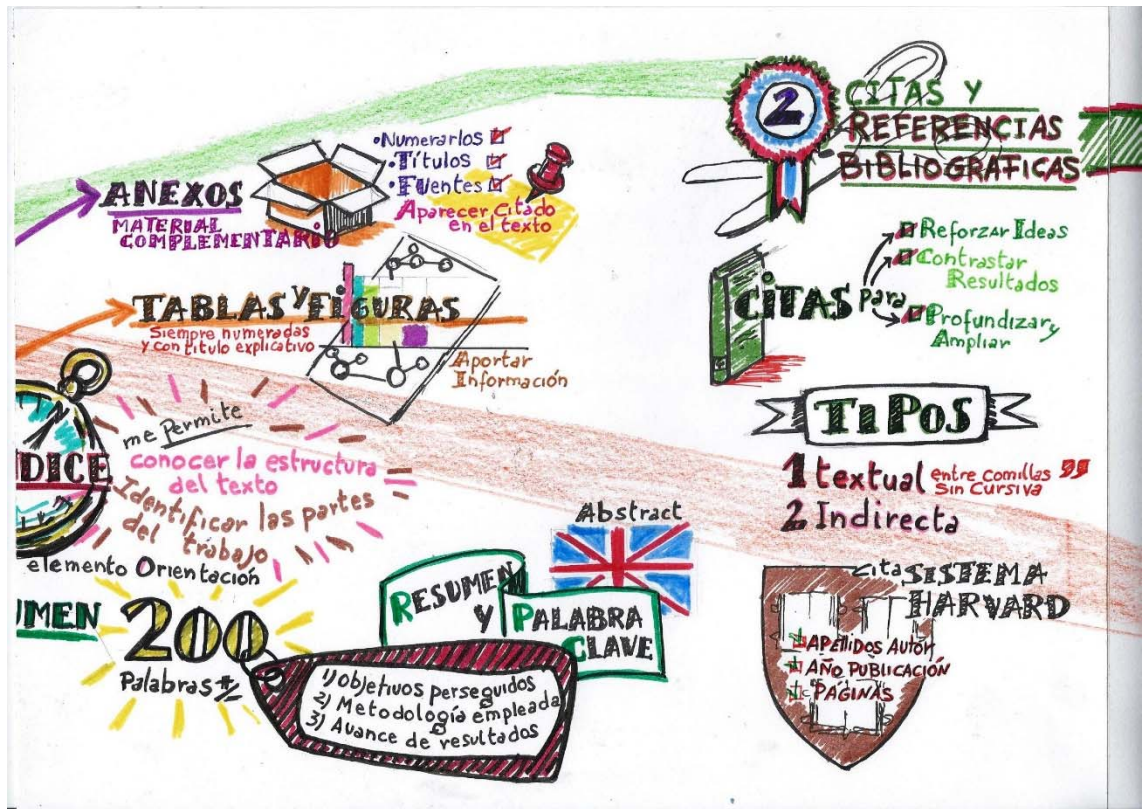 ANEXOS
MATERIAL
COMPLEMENTARIO
•Numerarlos
•Títulos
•Fuentes
Aparecer citado
en el texto
TABLAS Y FIGURAS
Siempre numeradas
y con título explicativo
Aportar
Información
DICE
me permite
conocer la estructura
del texto
Identificar las partes
del trabajo
elemento Orientación
UMEN
200
Palabras +/-
Abstract
RESUMEN
Y PALABRA
CLAVE
1) Objetivos perseguidos
2) Metodología empleada
3) Avance de resultados
2
CITAS Y
REFERENCIAS
BIBLIOGRAFICAS
CITAS para
Reforzar Ideas
Contrastar
Resultados
Profundizar y
Ampliar
TIPOS
1 textual entre comillas ”
Sin Cursiva
2 Indirecta
cita SISTEMA
HARVARD
APELLIDOS AUTOR
AÑO PUBLICACIÓN
PÁGINAS